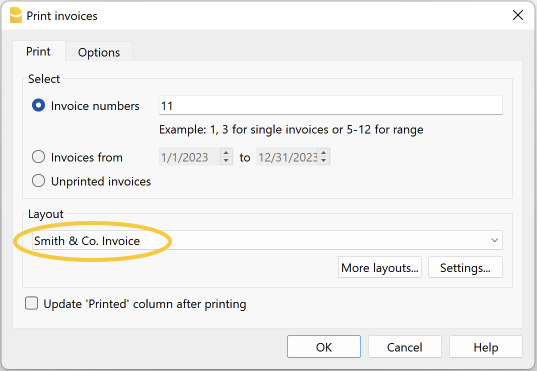 Print invoices
Print
Options
Select
Invoice numbers
11
Example: 1, 3 for single invoices or 5-12 for range
Invoices from 1/1/2023 to 12/31/2023
Unprinted invoices
Layout
Smith & Co. Invoice
More layouts... Settings...
Update 'Printed' column after printing
OK Cancel Help